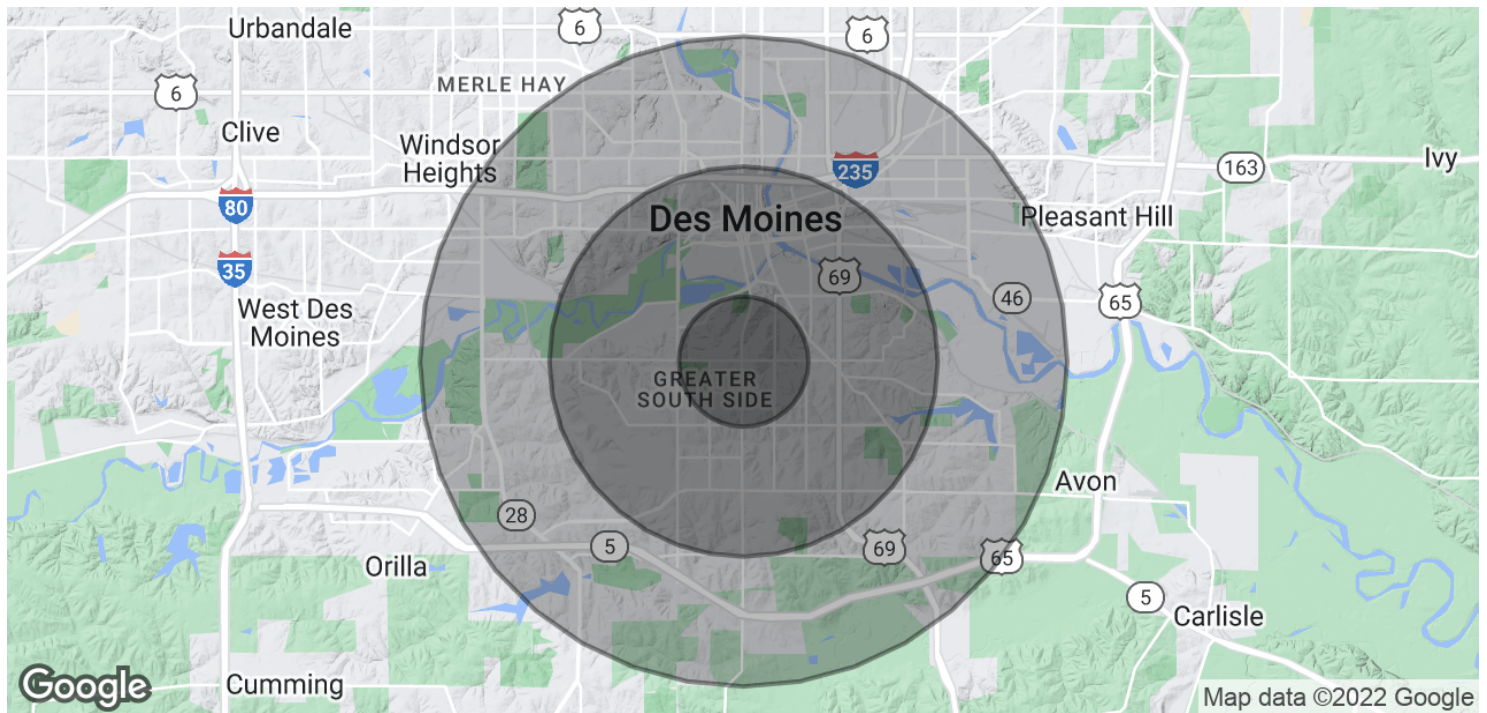 Urbandale
6
6
MERLE HAY
6
Clive
Windsor
Heights
Ivy
163
235
80
Des Moines
Pleasant Hill
35
69
46
65
West Des
Moines
GREATER
SOUTH SIDE
Avon
28
5
69
65
Orilla
5
Carlisle
Cumming
Google
Map data ©2022 Google